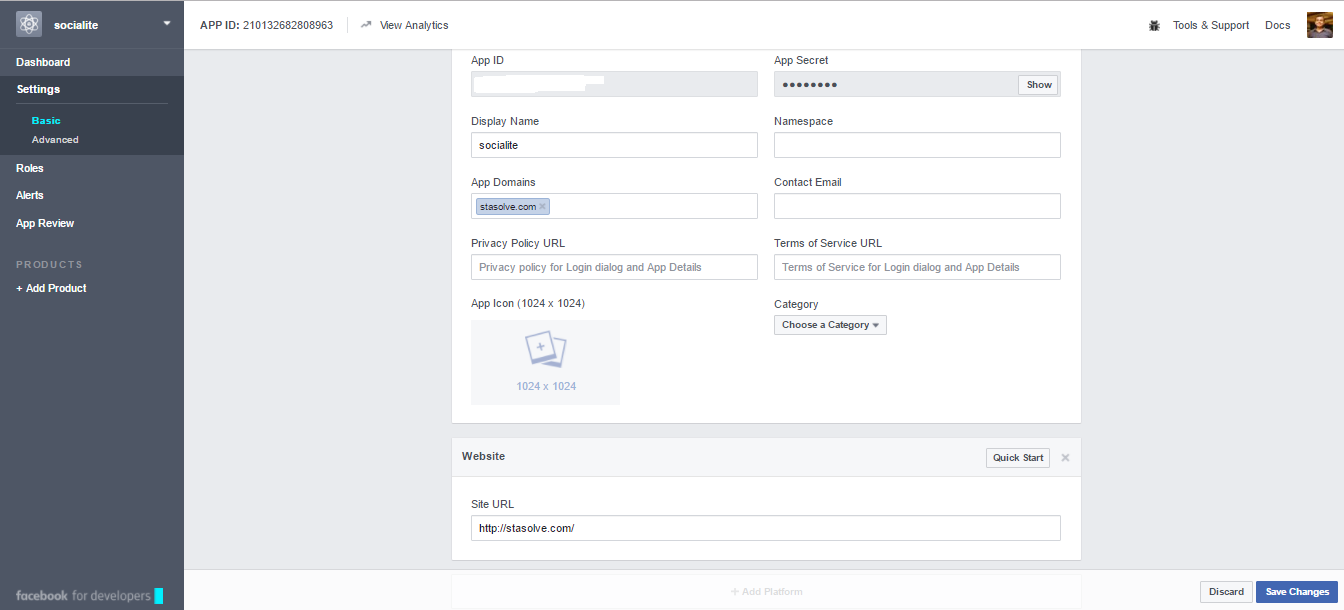 socialite
APP ID: 210132682808963 View Analytics Tools & Support Docs
Dashboard
Settings
Basic
Advanced
Roles
Alerts
App Review
PRODUCTS
+ Add Product
facebook for developers
App ID App Secret
●●●●●●●● Show
Display Name Namespace
socialite
App Domains Contact Email
stasolve.com ×
Privacy Policy URL Terms of Service URL
Privacy policy for Login dialog and App Details Terms of Service for Login dialog and App Details
App Icon (1024 x 1024) Category
Choose a Category
1024 x 1024
Website Quick Start ×
Site URL
http://stasolve.com/
+ Add Platform
Discard Save Changes